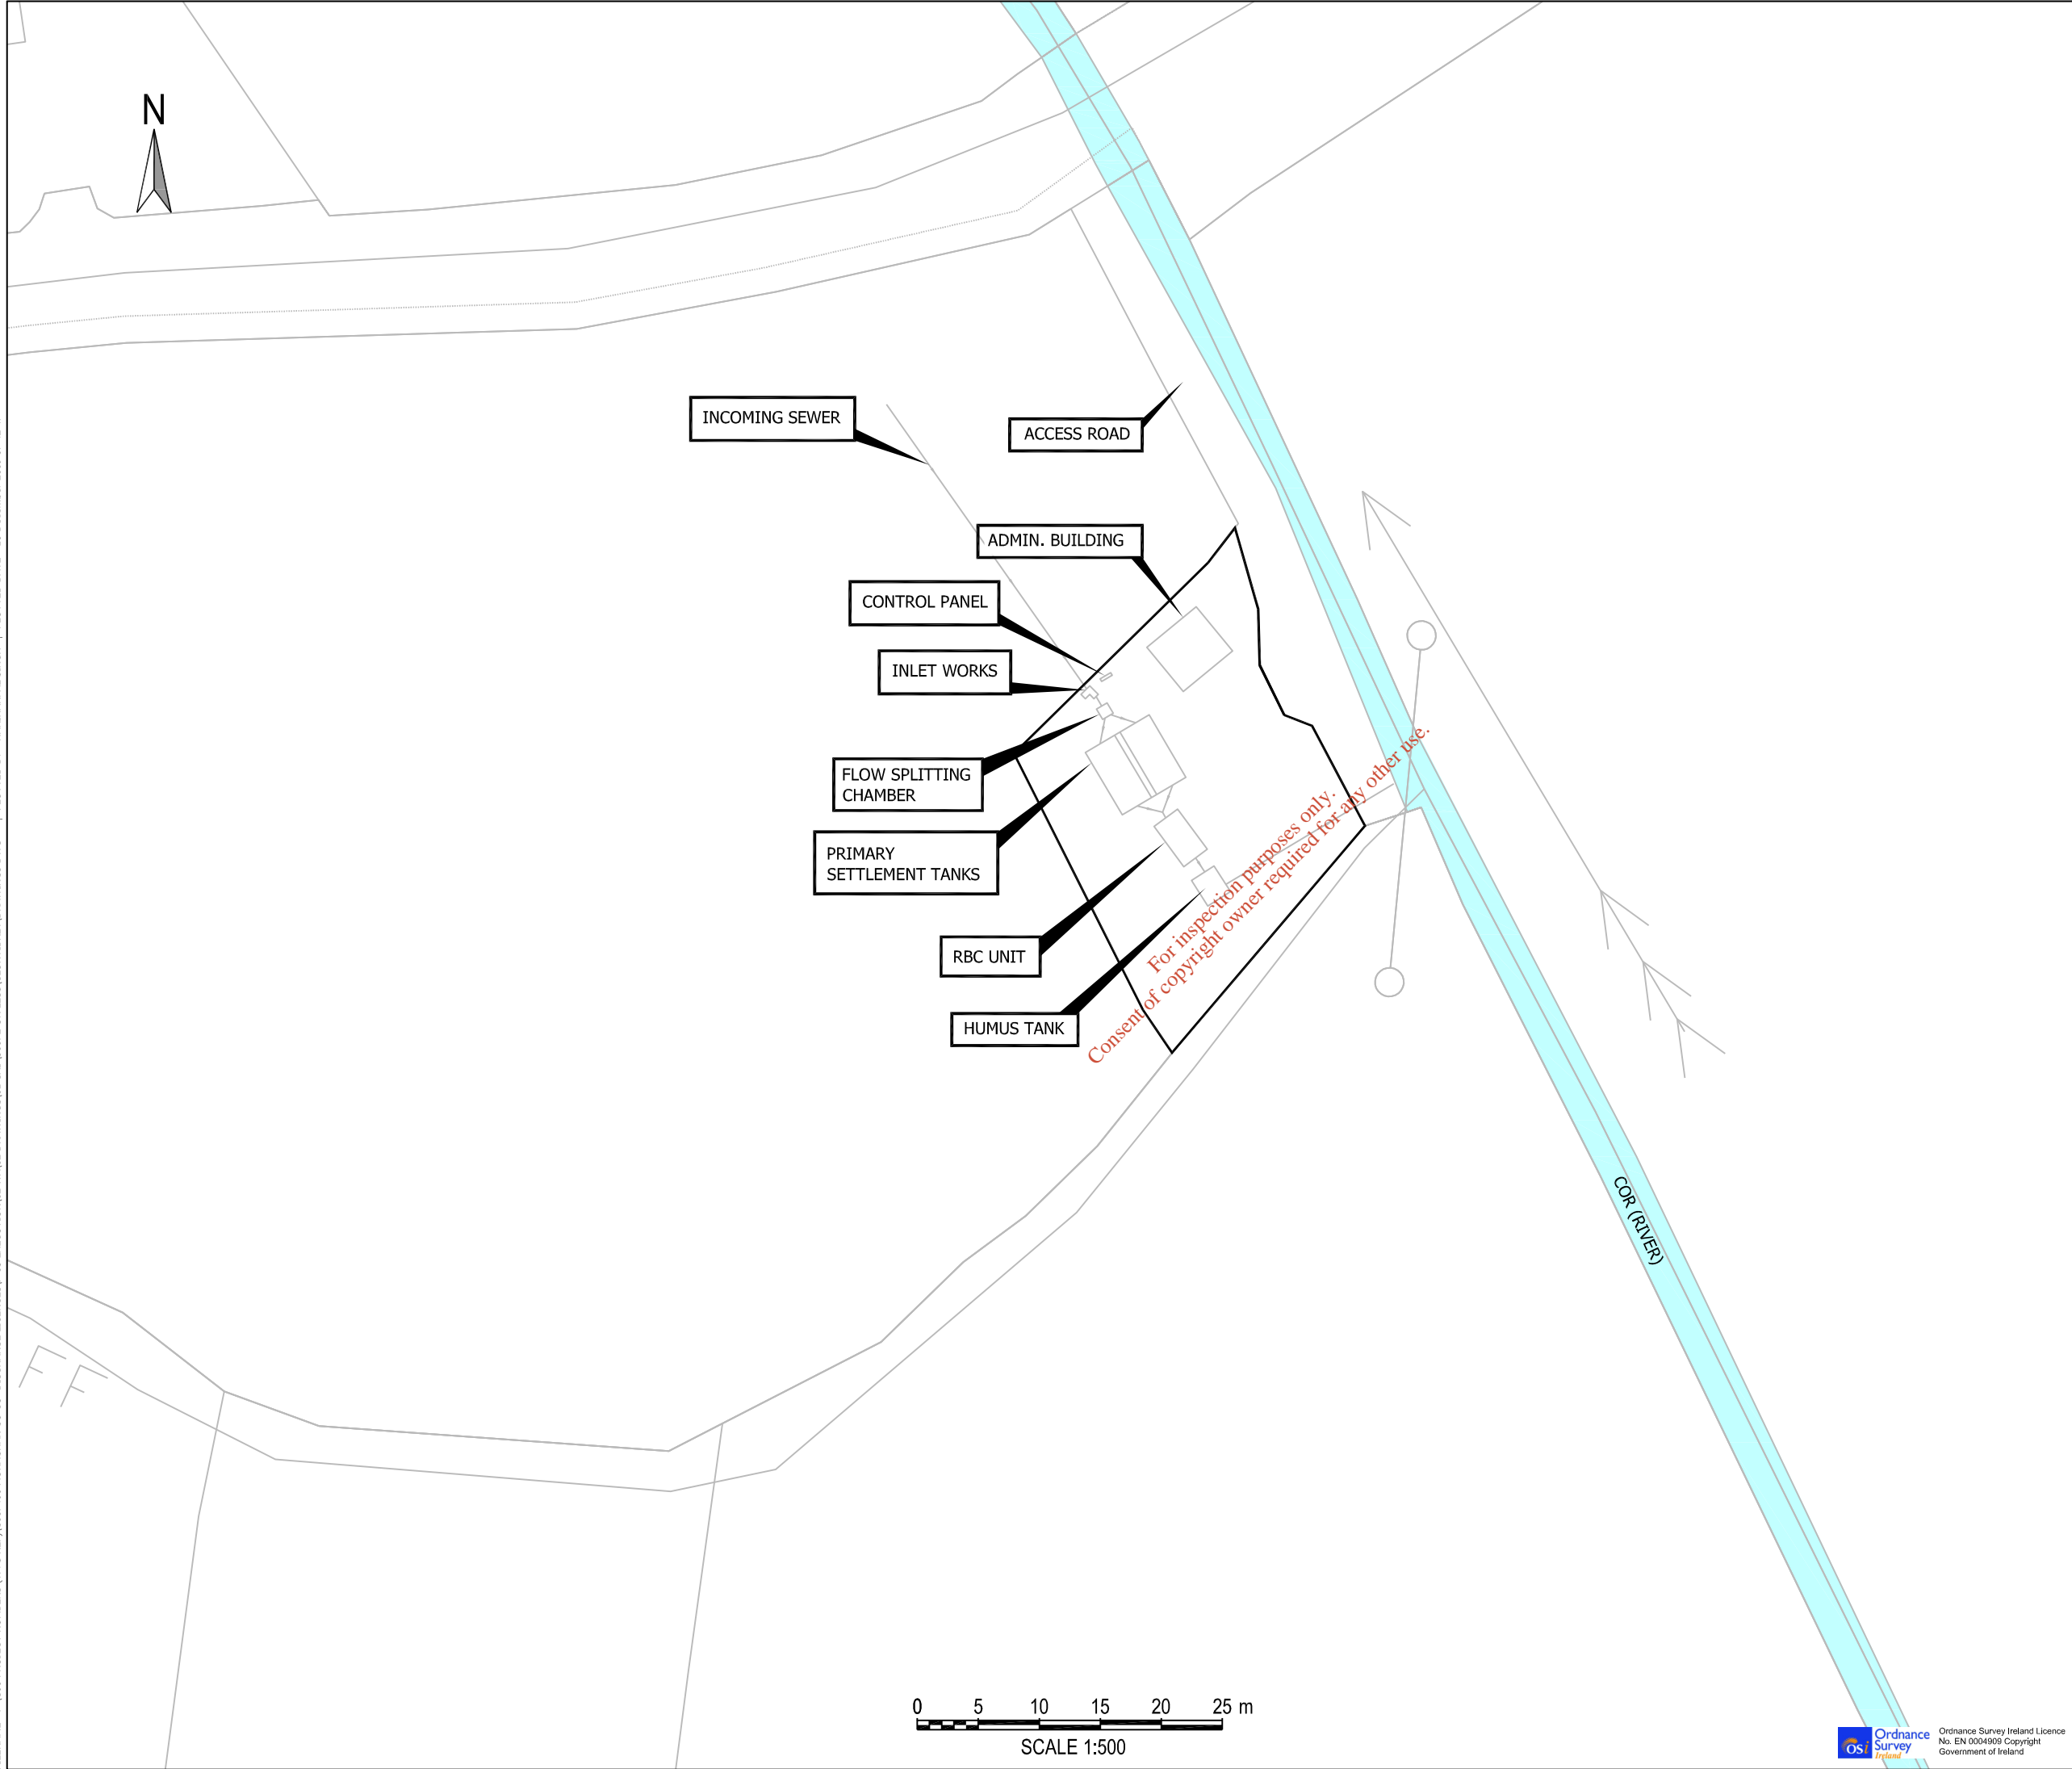 N
INCOMING SEWER
ACCESS ROAD
ADMIN. BUILDING
CONTROL PANEL
INLET WORKS
FLOW SPLITTING
CHAMBER
PRIMARY
SETTLEMENT TANKS
RBC UNIT
HUMUS TANK
For inspection purposes only.
Consent of copyright owner required for any other use.
COR (RIVER)
FF
0 5 10 15 20 25 m
SCALE 1:500
osi Ordnance
Survey
Ireland
Ordnance Survey Ireland Licence
No. EN 0004909 Copyright
Government of Ireland